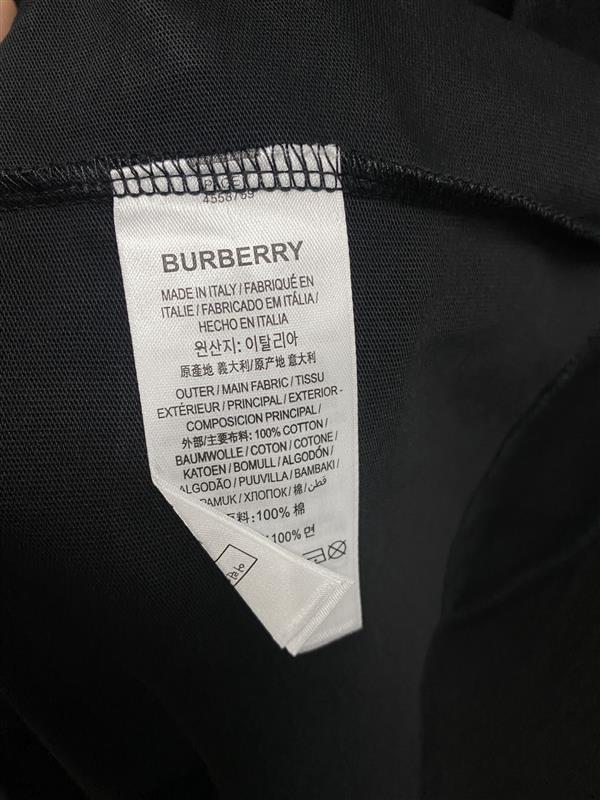 4558709
BURBERRY
MADE IN ITALY / FABRIQUÉ EN
ITALIE / FABRICADO EM ITÁLIA /
HECHO EN ITALIA
원산지: 이탈리아
原產地 義大利/原产地 意大利
OUTER / MAIN FABRIC / TISSU
EXTÉRIEUR / PRINCIPAL / EXTERIOR -
COMPOSICION PRINCIPAL /
外部/主要布料: 100% COTTON /
BAUMWOLLE / COTON / COTONE /
KATOEN / BOMULL / ALGODÓN /
ALGODÃO / PUUVILLA / BAMBAKI /
PAMUK / ХЛОПОК / 棉 / قطن
料:100% 棉
100% 면